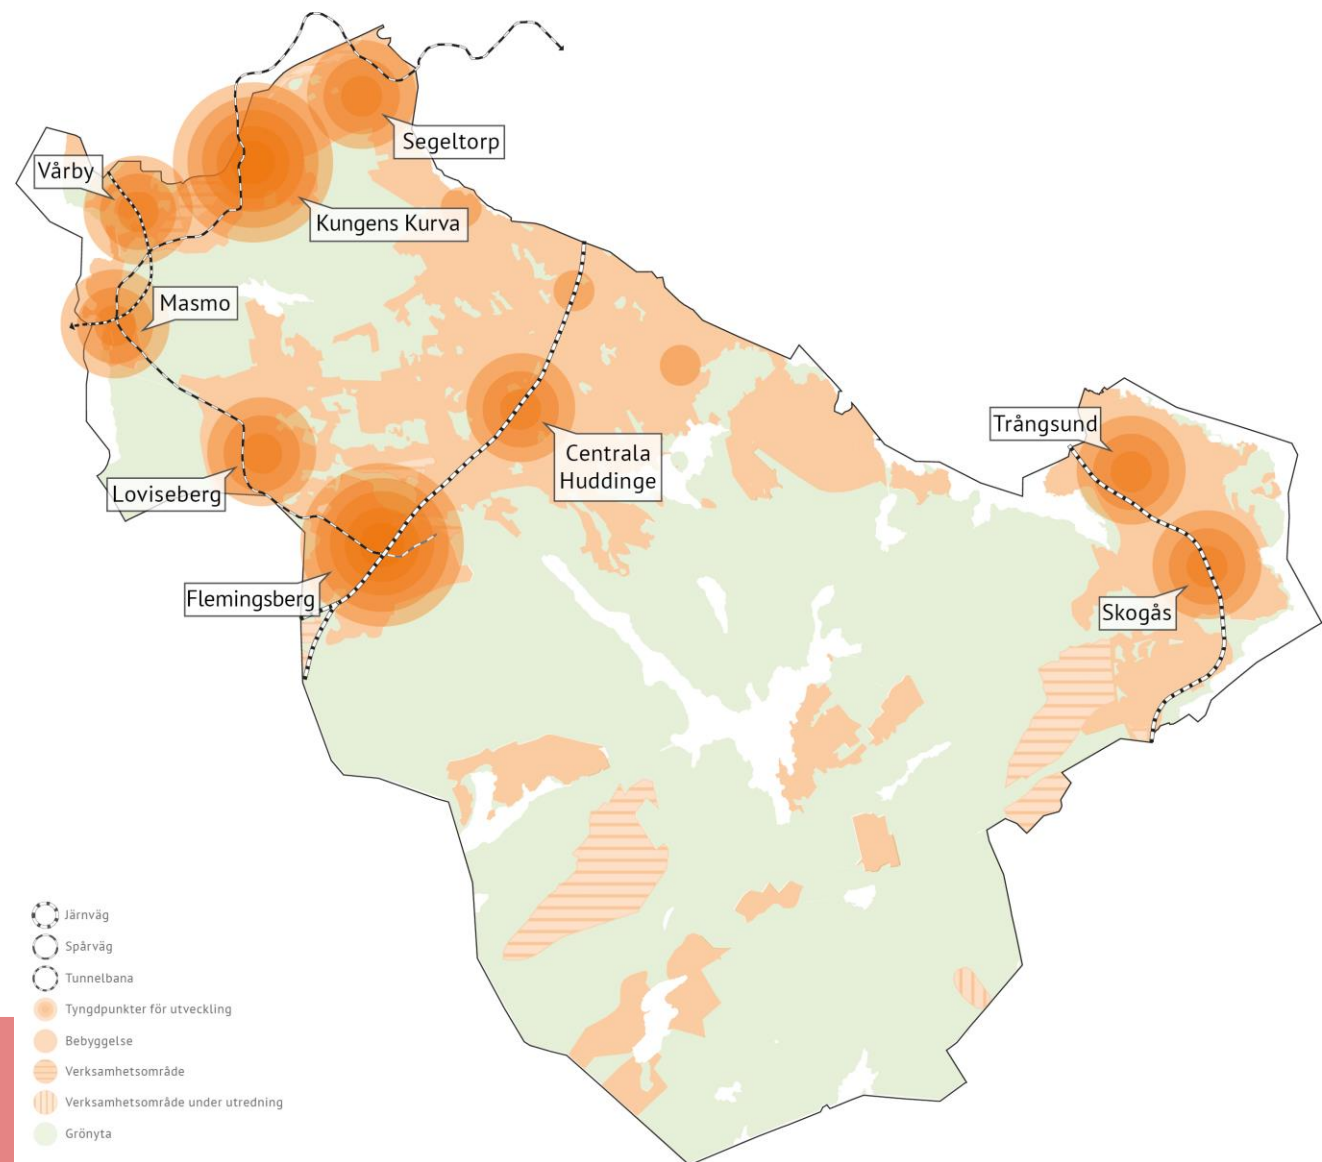 Segeltorp
Vårby
Kungens Kurva
Masmo
Trångsund
Centrala
Huddinge
Loviseberg
Flemingsberg
Skogås
Järnväg
Spårväg
Tunnelbana
Tyngdpunkter för utveckling
Bebyggelse
Verksamhetsområde
Verksamhetsområde under utredning
Grönyta